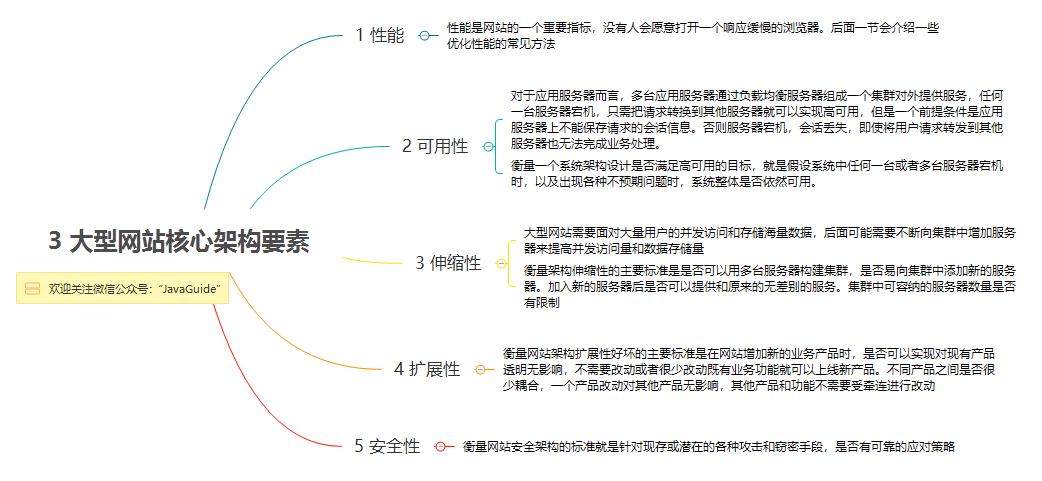 3 大型网站核心架构要素
欢迎关注微信公众号：“JavaGuide”
1 性能
性能是网站的一个重要指标，没有人会愿意打开一个响应缓慢的浏览器。后面一节会介绍一些
优化性能的常见方法
2 可用性
对于应用服务器而言，多台应用服务器通过负载均衡服务器组成一个集群对外提供服务，任何
一台服务器宕机，只需把请求转换到其他服务器就可以实现高可用，但是一个前提条件是应用
服务器上不能保存请求的会话信息。否则服务器宕机，会话丢失，即使将用户请求转发到其他
服务器也无法完成业务处理。
衡量一个系统架构设计是否满足高可用的目标，就是假设系统中任何一台或者多台服务器宕机
时，以及出现各种不预期问题时，系统整体是否依然可用。
3 伸缩性
大型网站需要面对大量用户的并发访问和存储海量数据，后面可能需要不断向集群中增加服务
器来提高并发访问量和数据存储量
衡量架构伸缩性的主要标准是是否可以用多台服务器构建集群，是否易向集群中添加新的服务
器。加入新的服务器后是否可以提供和原来的无差别的服务。集群中可容纳的服务器数量是否
有限制
4 扩展性
衡量网站架构扩展性好坏的主要标准是在网站增加新的业务产品时，是否可以实现对现有产品
透明无影响，不需要改动或者很少改动既有业务功能就可以上线新产品。不同产品之间是否很
少耦合，一个产品改动对其他产品无影响，其他产品和功能不需要受牵连进行改动
5 安全性
衡量网站安全架构的标准就是针对现存或潜在的各种攻击和窃密手段，是否有可靠的应对策略